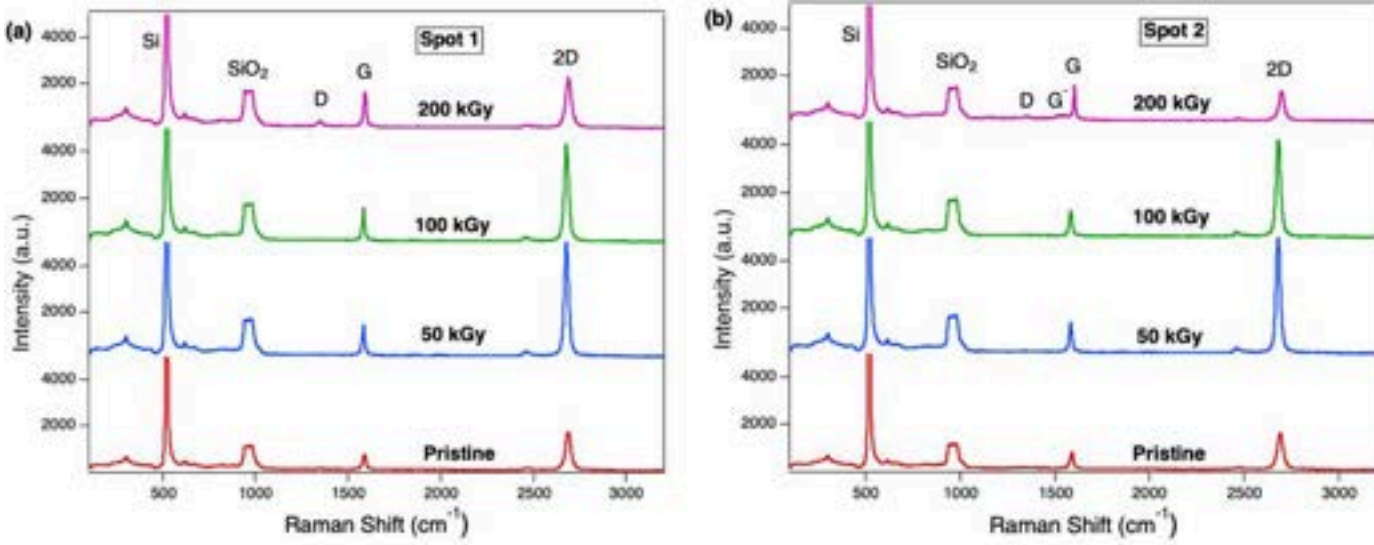 (a)
Spot 1
Si
SiO₂
D
G
2D
200 kGy
100 kGy
50 kGy
Pristine
4000
2000
4000
2000
4000
2000
4000
2000
Intensity (a.u.)
500
1000
1500
2000
2500
3000
Raman Shift (cm⁻¹)
(b)
Spot 2
Si
SiO₂
D
G⁻
G
2D
200 kGy
100 kGy
50 kGy
Pristine
4000
2000
4000
2000
4000
2000
4000
2000
Intensity (a.u.)
500
1000
1500
2000
2500
3000
Raman Shift (cm⁻¹)